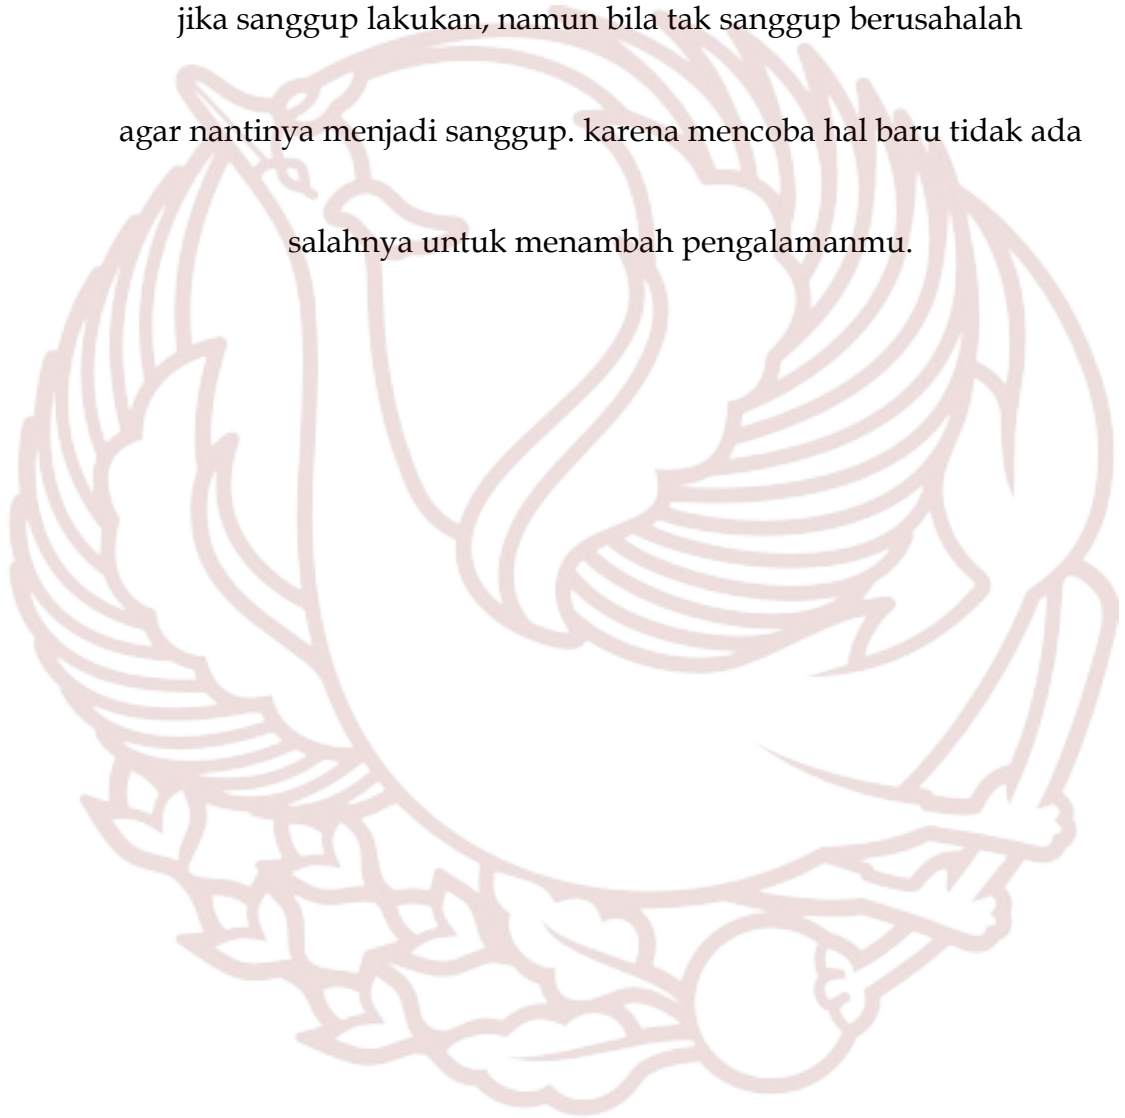 jika sanggup lakukan, namun bila tak sanggup berusahalah
agar nantinya menjadi sanggup. karena mencoba hal baru tidak ada
salahnya untuk menambah pengalamanmu.